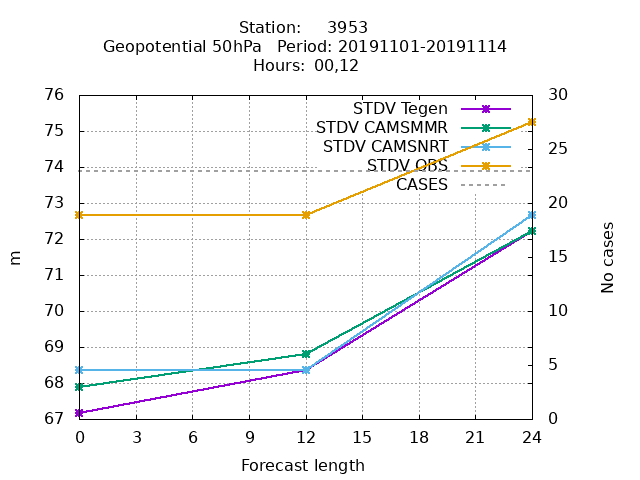 Station:     3953
Geopotential 50hPa   Period: 20191101-20191114
Hours:  00,12
76
75
74
73
72
71
70
69
68
67
m
30
25
20
15
10
5
0
No cases
STDV Tegen
STDV CAMSMMR
STDV CAMSNRT
STDV OBS
CASES
0 3 6 9 12 15 18 21 24
Forecast length